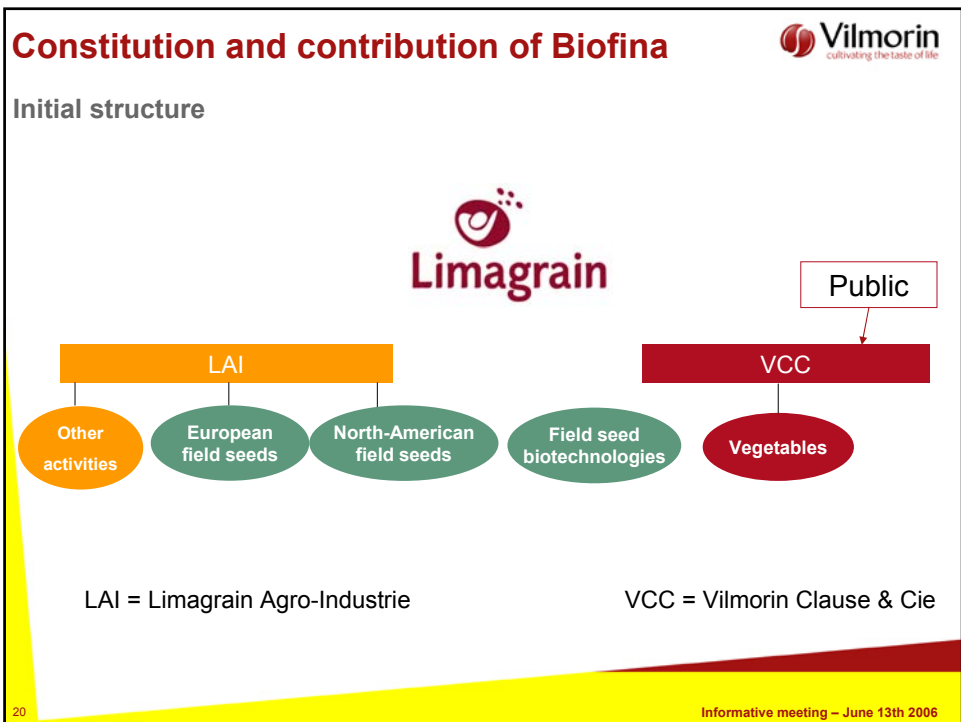 Constitution and contribution of Biofina
Vilmorin
cultivating the taste of life
Initial structure
Limagrain
Public
LAI
VCC
Other
activities
European
field seeds
North-American
field seeds
Field seed
biotechnologies
Vegetables
LAI = Limagrain Agro-Industrie
VCC = Vilmorin Clause & Cie
20
Informative meeting – June 13th 2006